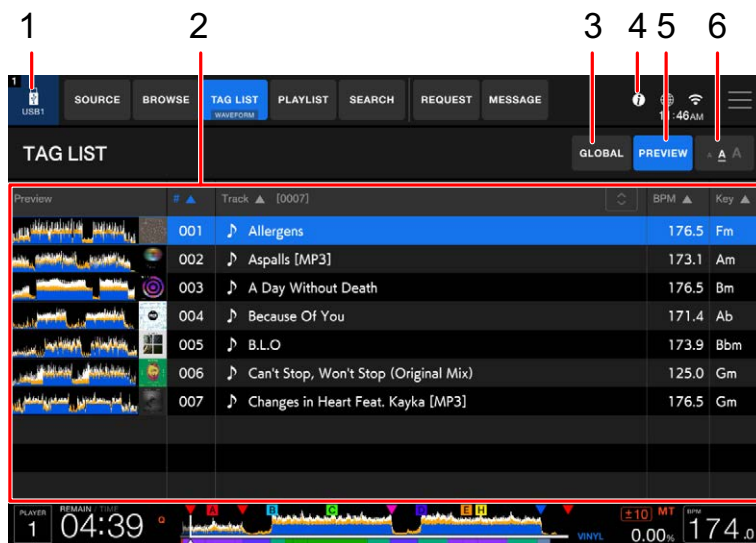 1 2 3 4 5 6
1
USB1 SOURCE BROWSE TAG LIST WAVEFORM PLAYLIST SEARCH REQUEST MESSAGE 11:46AM
TAG LIST GLOBAL PREVIEW A A A
Preview # ▲ Track ▲ [0007] BPM ▲ Key ▲
001 ♪ Allergens 176.5 Fm
002 ♪ Aspalls [MP3] 173.1 Am
003 ♪ A Day Without Death 176.5 Bm
004 ♪ Because Of You 171.4 Ab
005 ♪ B.L.O 173.9 Bbm
006 ♪ Can't Stop, Won't Stop (Original Mix) 125.0 Gm
007 ♪ Changes in Heart Feat. Kayka [MP3] 176.5 Gm
PLAYER REMAIN / TIME A B C D E H ±10 MT BPM
1 04:39 Q VINYL 0.00% 174.0